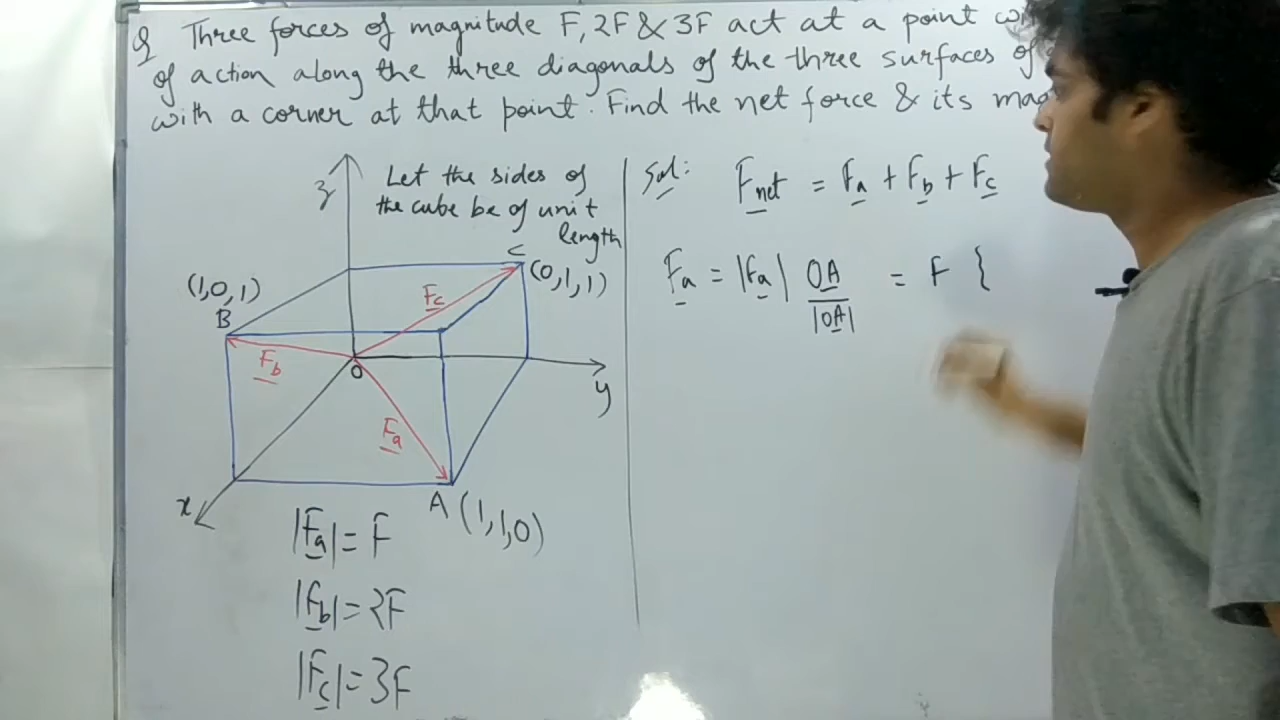 Q Three forces of magnitude F, 2F & 3F act at a point
of action along the three diagonals of the three surfaces of
with a corner at that point. Find the net force & its
z
Let the sides of
the cube be of unit
length
C
(0,1,1)
(1,0,1)
B
Fc
Fb
O
y
Fa
x
A (1,1,0)
|Fa| = F
|Fb| = 2F
|Fc| = 3F
Sol: Fnet = Fa + Fb + Fc
Fa = |Fa| OA / |OA| = F {